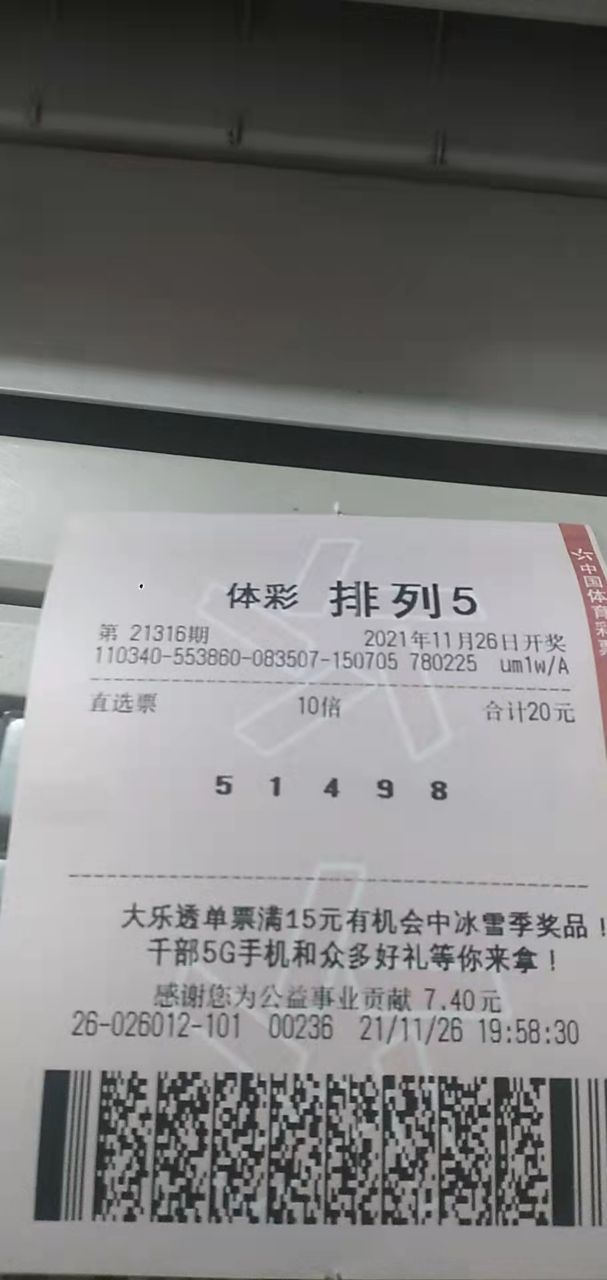 中国体育彩票
体彩 排列5
第 21316期 2021年11月26日开奖
110340-553860-083507-150705 780225 um1w/A
直选票 10倍 合计20元
5 1 4 9 8
大乐透单票满15元有机会中冰雪季奖品！
千部5G手机和众多好礼等你来拿！
感谢您为公益事业贡献 7.40元
26-026012-101 00236 21/11/26 19:58:30